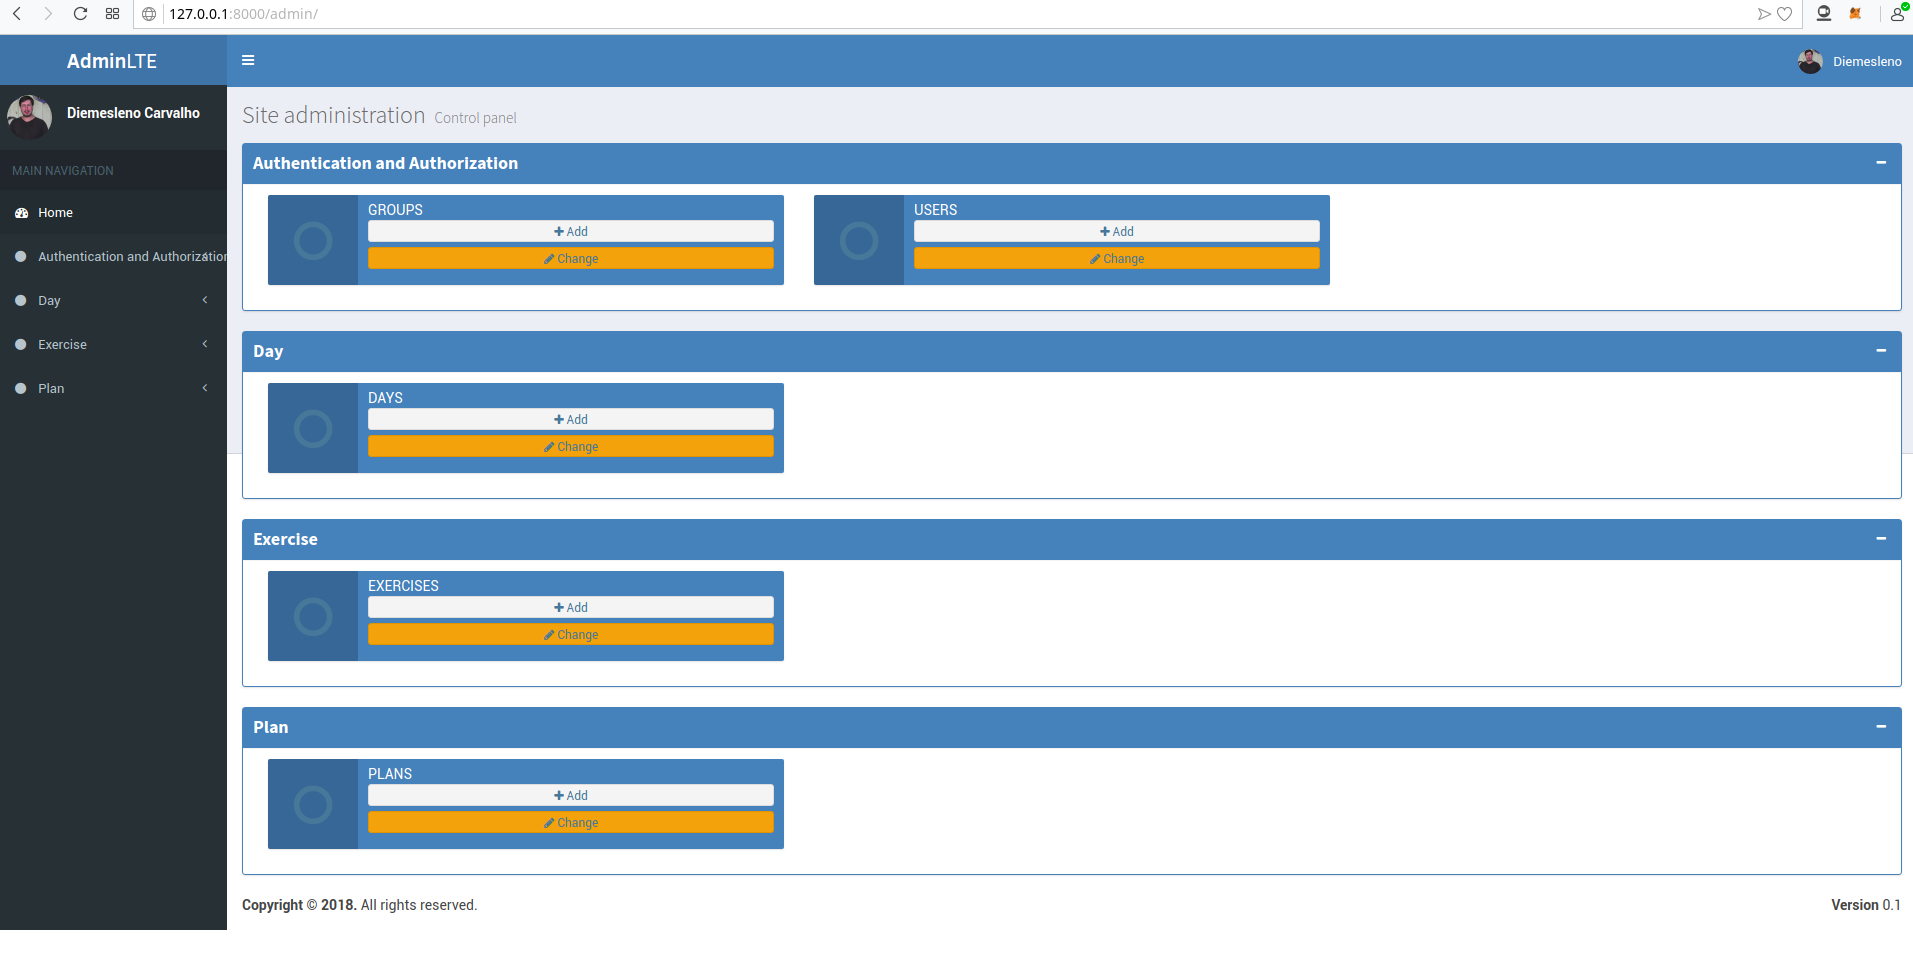 127.0.0.1:8000/admin/
AdminLTE
Diemesleno
Diemesleno Carvalho
MAIN NAVIGATION
Home
Authentication and Authorization
Day
Exercise
Plan
Site administration Control panel
Authentication and Authorization
GROUPS
Add
Change
USERS
Add
Change
Day
DAYS
Add
Change
Exercise
EXERCISES
Add
Change
Plan
PLANS
Add
Change
Copyright © 2018. All rights reserved.
Version 0.1